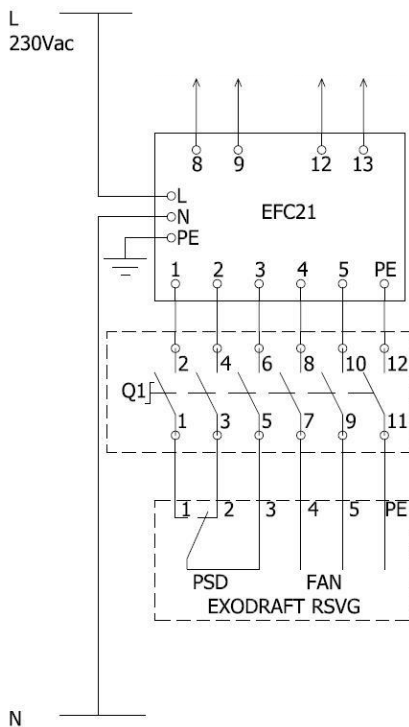 L
230Vac
8 9 12 13
L
N EFC21
PE
1 2 3 4 5 PE
2 4 6 8 10 12
Q1
1 3 5 7 9 11
1 2 3 4 5 PE
PSD FAN
EXODRAFT RSVG
N